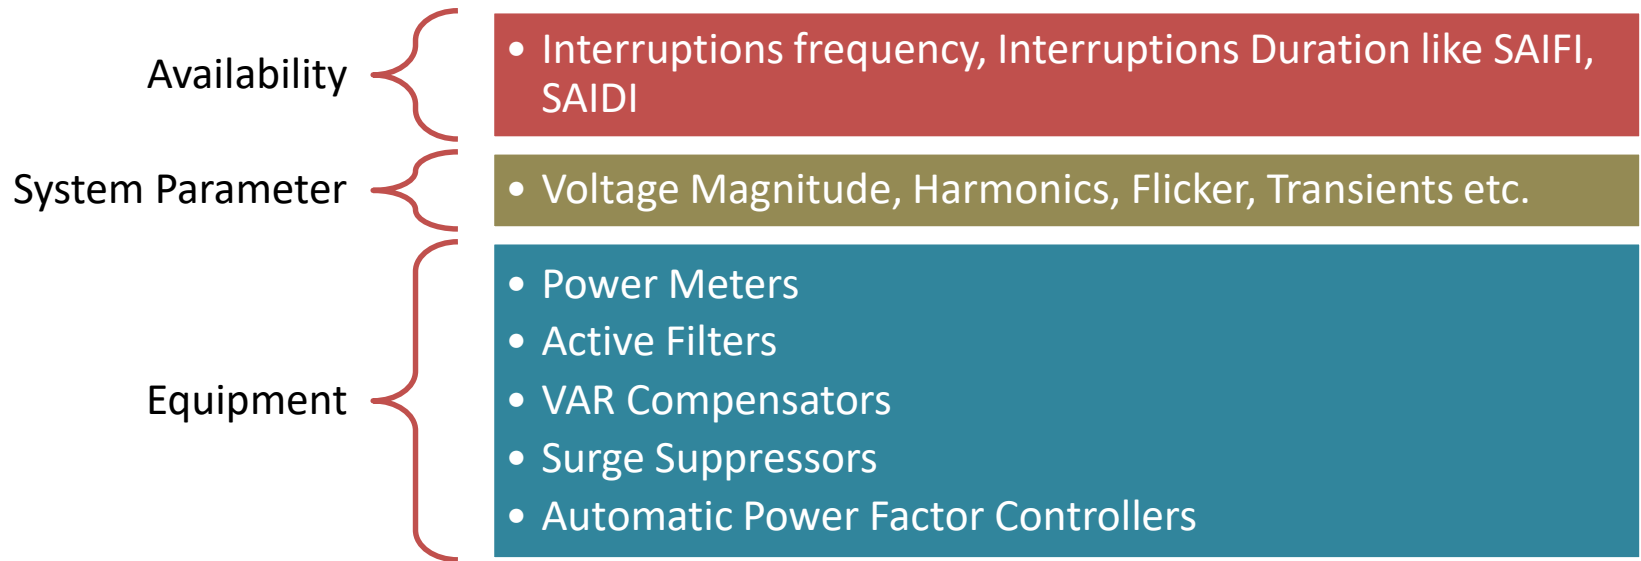 Availability
• Interruptions frequency, Interruptions Duration like SAIFI,
SAIDI
System Parameter
• Voltage Magnitude, Harmonics, Flicker, Transients etc.
Equipment
• Power Meters
• Active Filters
• VAR Compensators
• Surge Suppressors
• Automatic Power Factor Controllers